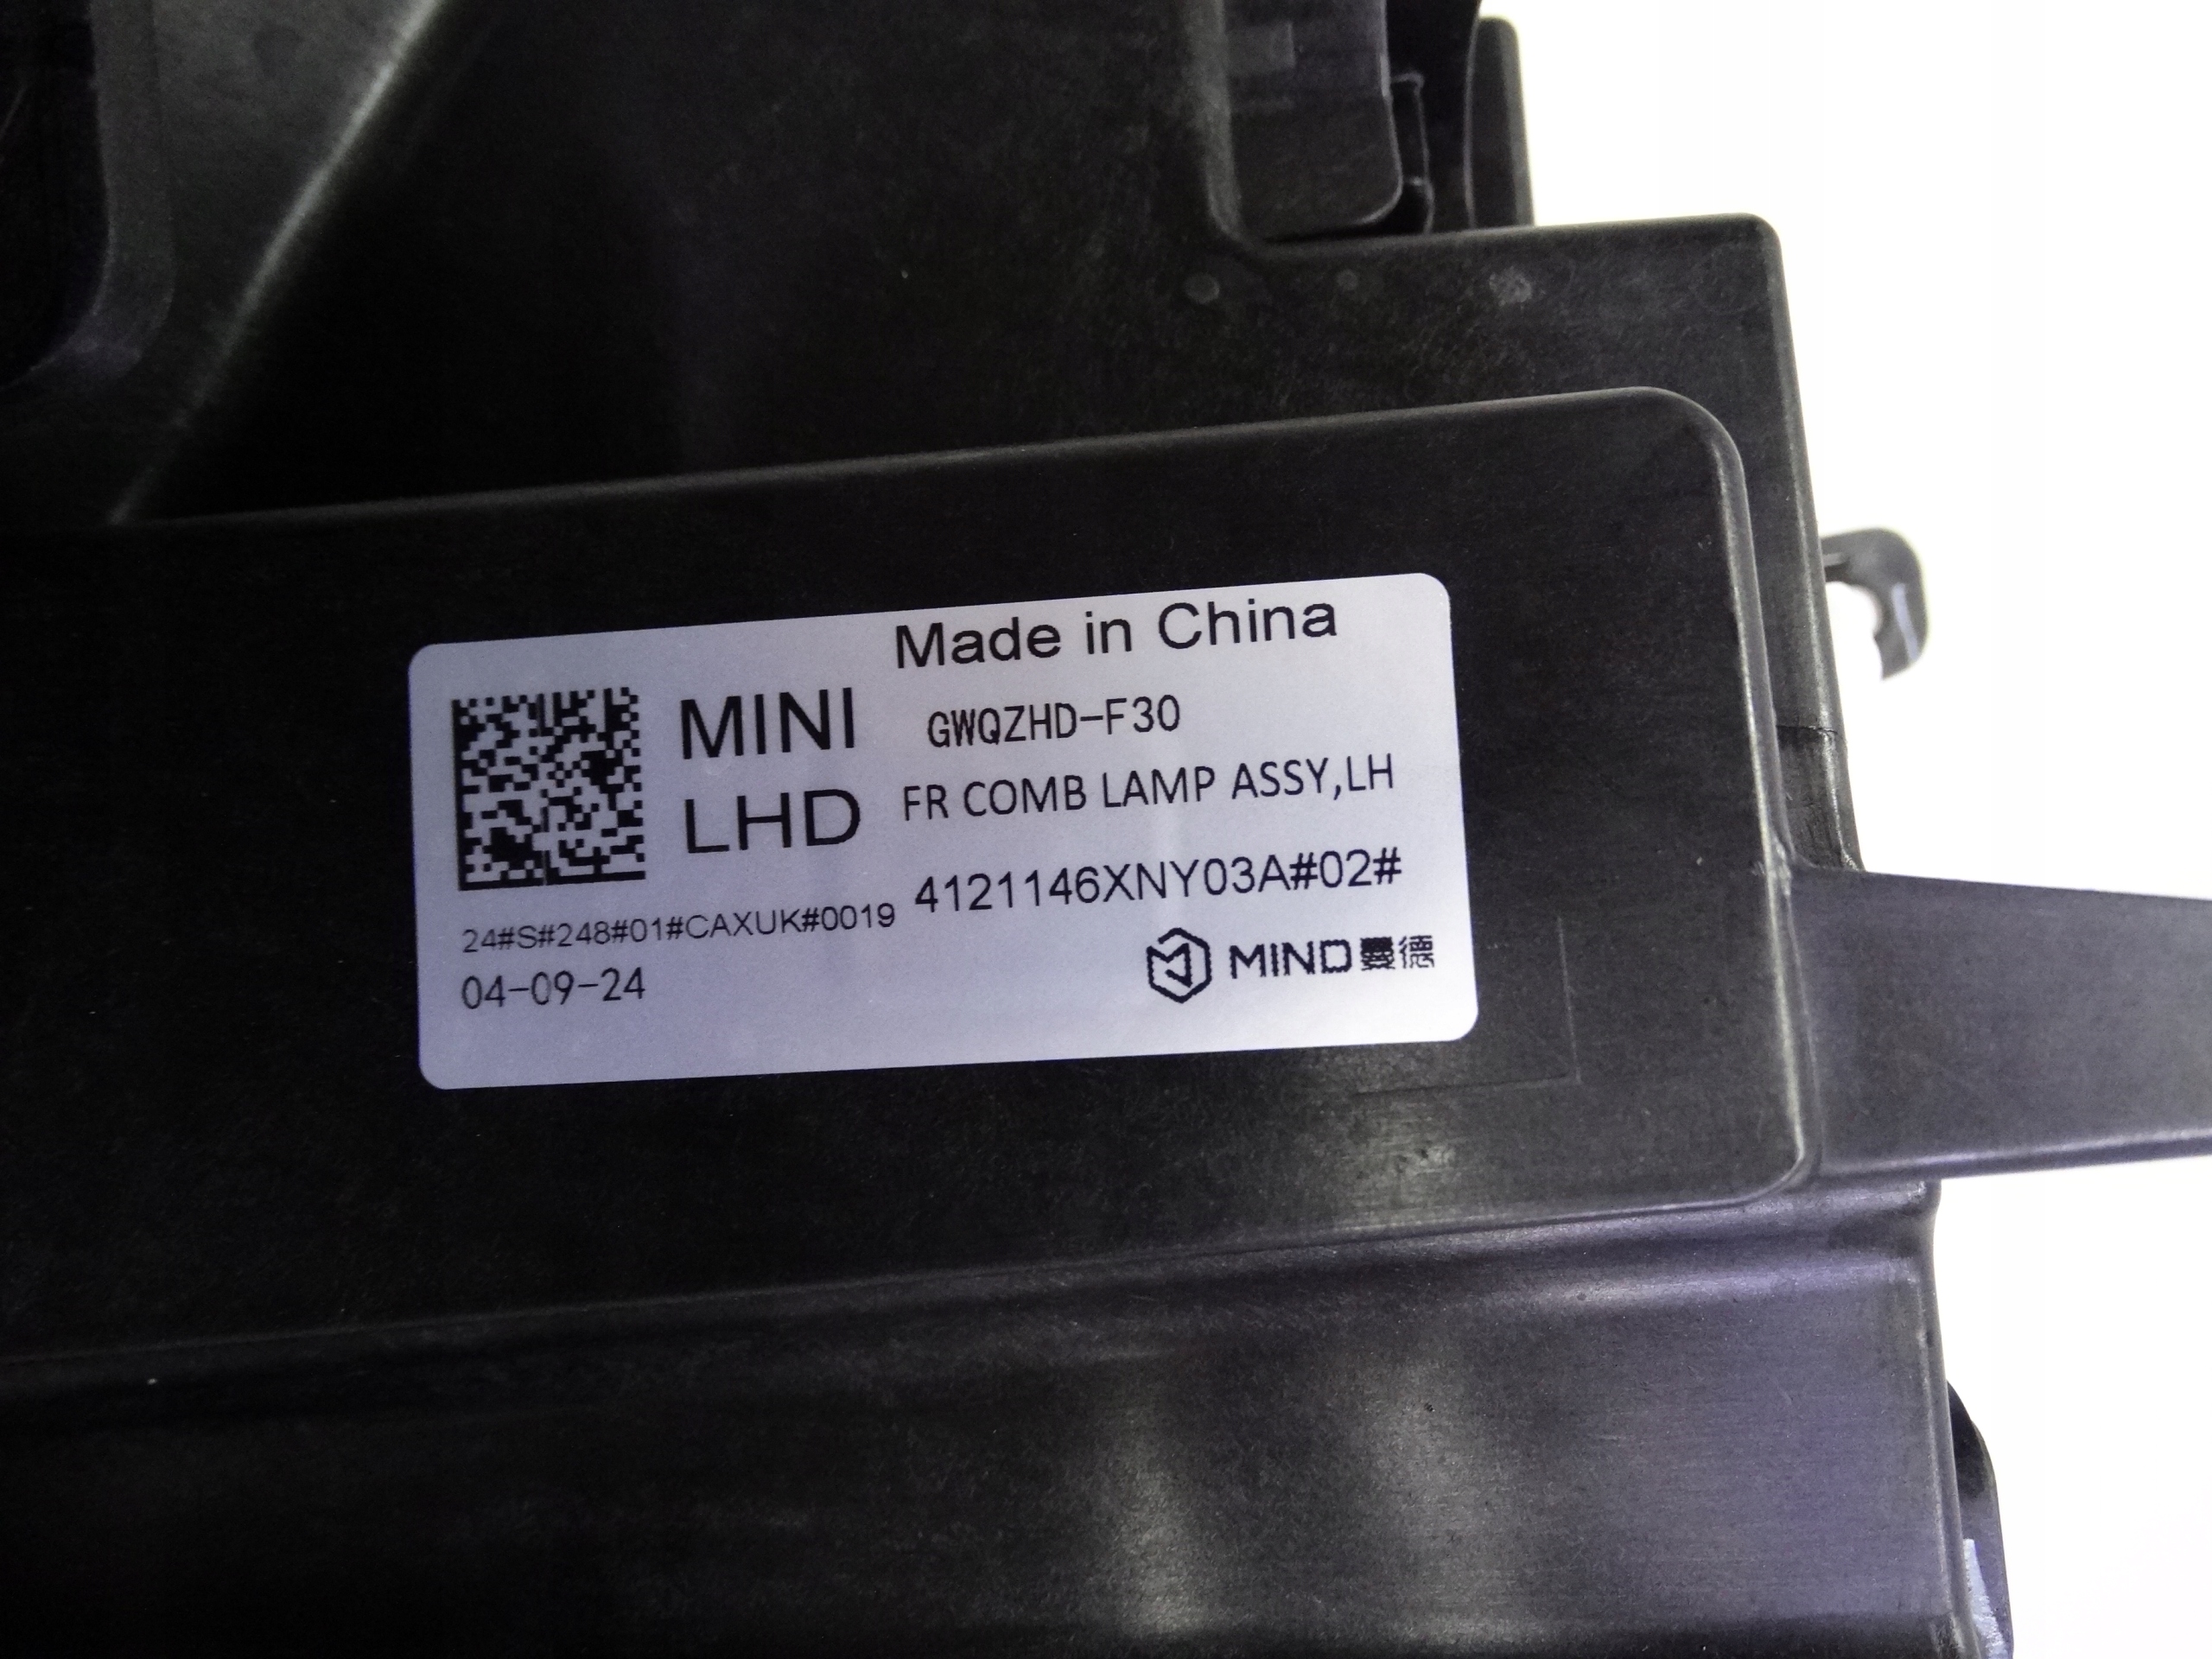 Made in China
MINI GWQZHD-F30
LHD FR COMB LAMP ASSY,LH
24#S#248#01#CAXUK#0019 4121146XNY03A#02#
04-09-24 MIND 曼德